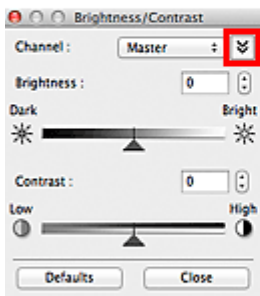 Brightness/Contrast
Channel : Master
Brightness : 0
Dark Bright
Contrast : 0
Low High
Defaults Close